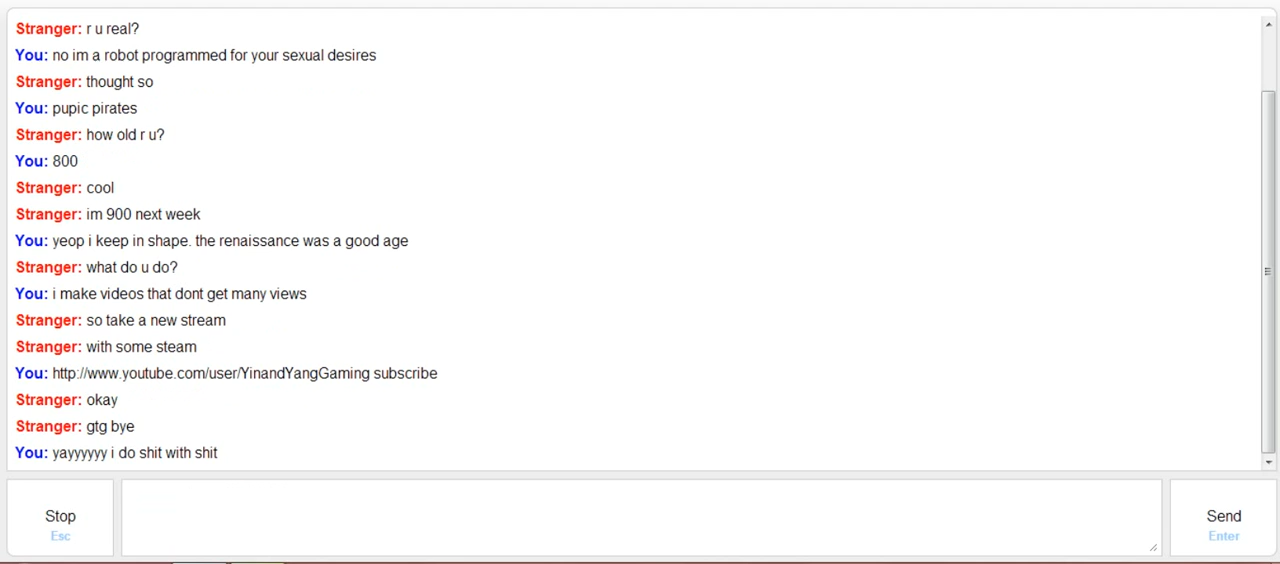 Stranger: r u real?
You: no im a robot programmed for your sexual desires
Stranger: thought so
You: pupic pirates
Stranger: how old r u?
You: 800
Stranger: cool
Stranger: im 900 next week
You: yeop i keep in shape. the renaissance was a good age
Stranger: what do u do?
You: i make videos that dont get many views
Stranger: so take a new stream
Stranger: with some steam
You: http://www.youtube.com/user/YinandYangGaming subscribe
Stranger: okay
Stranger: gtg bye
You: yayyyyyy i do shit with shit
Stop
Esc
Send
Enter